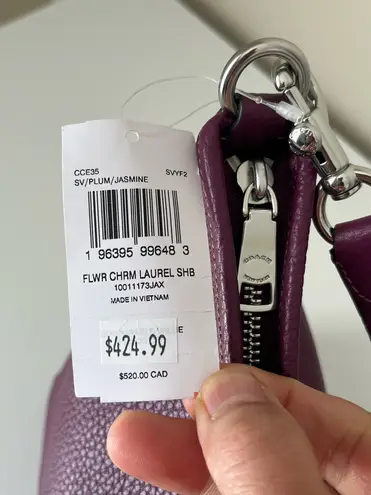 CCE35 SVYF2
SV/PLUM/JASMINE
1 96395 99648 3
FLWR CHRM LAUREL SHB
10011173JAX
MADE IN VIETNAM
$424.99
$520.00 CAD
COACH